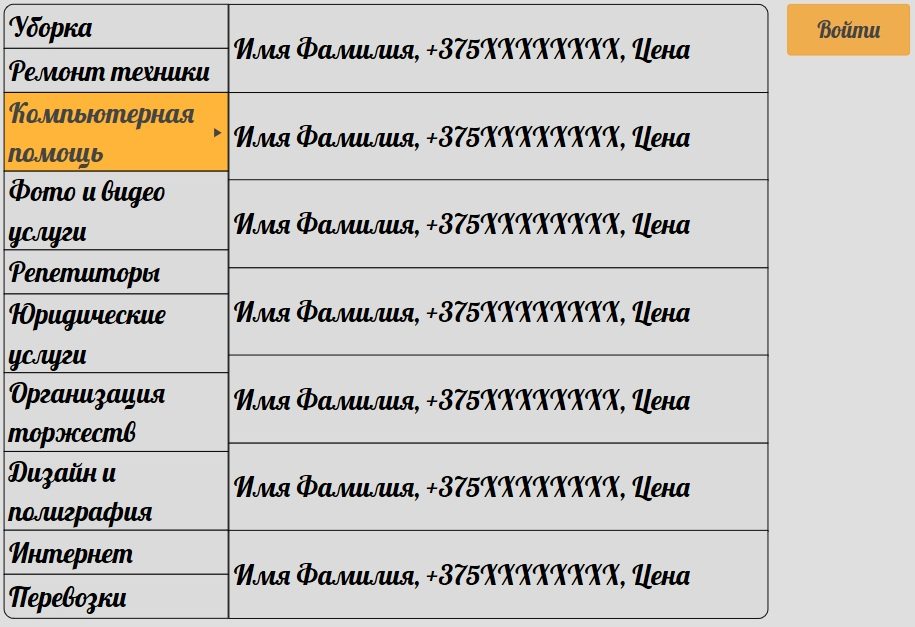 Уборка
Ремонт техники
Компьютерная
помощь
Фото и видео
услуги
Репетиторы
Юридические
услуги
Организация
торжеств
Дизайн и
полиграфия
Интернет
Перевозки
Имя Фамилия, +375XXXXXXXXX, Цена
Имя Фамилия, +375XXXXXXXXX, Цена
Имя Фамилия, +375XXXXXXXXX, Цена
Имя Фамилия, +375XXXXXXXXX, Цена
Имя Фамилия, +375XXXXXXXXX, Цена
Имя Фамилия, +375XXXXXXXXX, Цена
Имя Фамилия, +375XXXXXXXXX, Цена
Войти